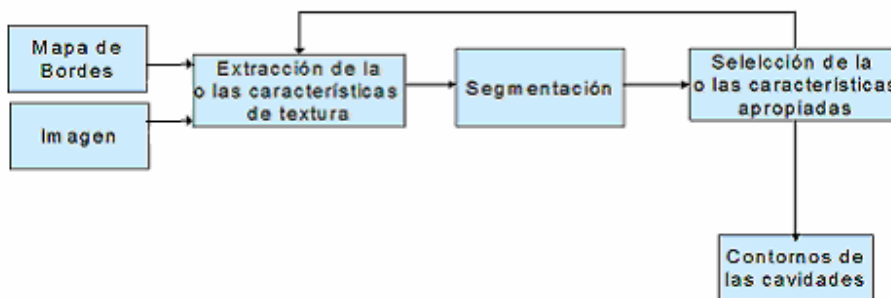 Mapa de
Bordes
Imagen
Extracción de la
o las características
de textura
Segmentación
Selelcción de la
o las características
apropiadas
Contornos de
las cavidades